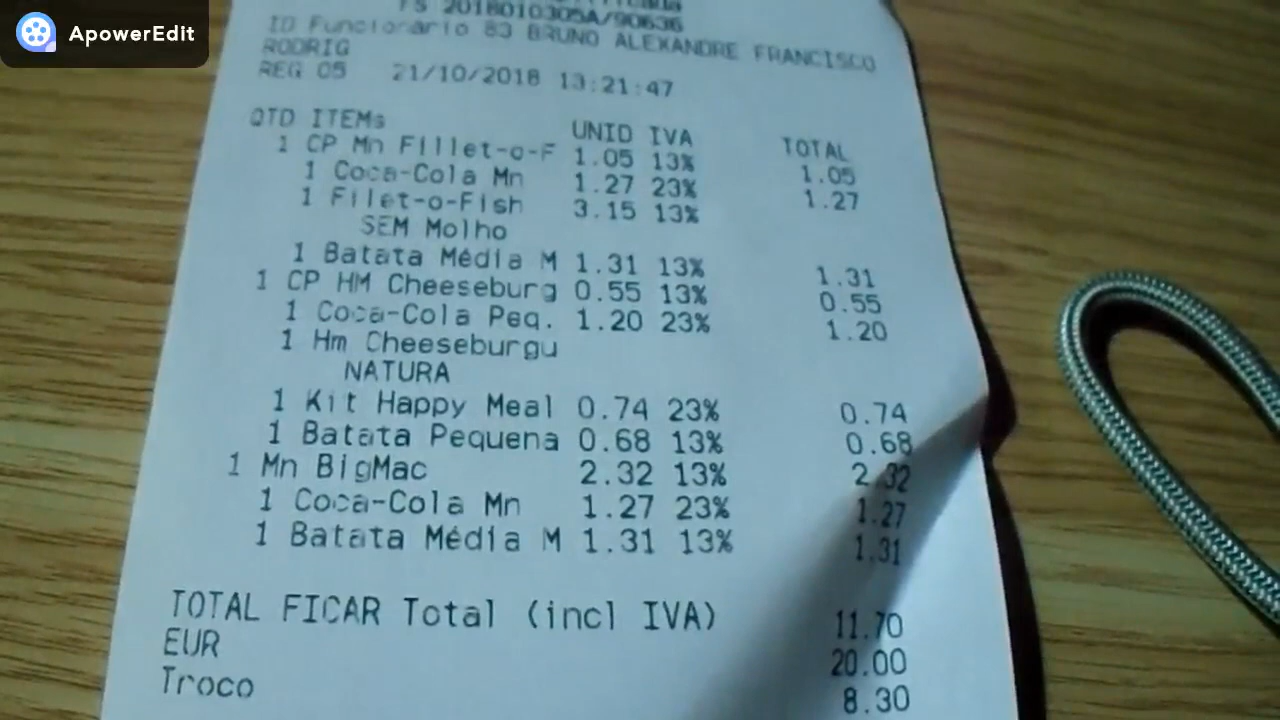 ApowerEdit
FS 2018010305A/90636
ID Funcionário 83 BRUNO ALEXANDRE FRANCISCO
RODRIG
REG 05 21/10/2018 13:21:47
QTD ITEMs UNID IVA TOTAL
1 CP Mn Fillet-o-F 1.05 13% 1.05
1 Coca-Cola Mn 1.27 23% 1.27
1 Filet-o-Fish 3.15 13%
SEM Molho
1 Batata Média M 1.31 13% 1.31
1 CP HM Cheeseburg 0.55 13% 0.55
1 Coca-Cola Peq. 1.20 23% 1.20
1 Hm Cheeseburgu
NATURA
1 Kit Happy Meal 0.74 23% 0.74
1 Batata Pequena 0.68 13% 0.68
1 Mn BigMac 2.32 13% 2.32
1 Coca-Cola Mn 1.27 23% 1.27
1 Batata Média M 1.31 13% 1.31
TOTAL FICAR Total (incl IVA) 11.70
EUR 20.00
Troco 8.30